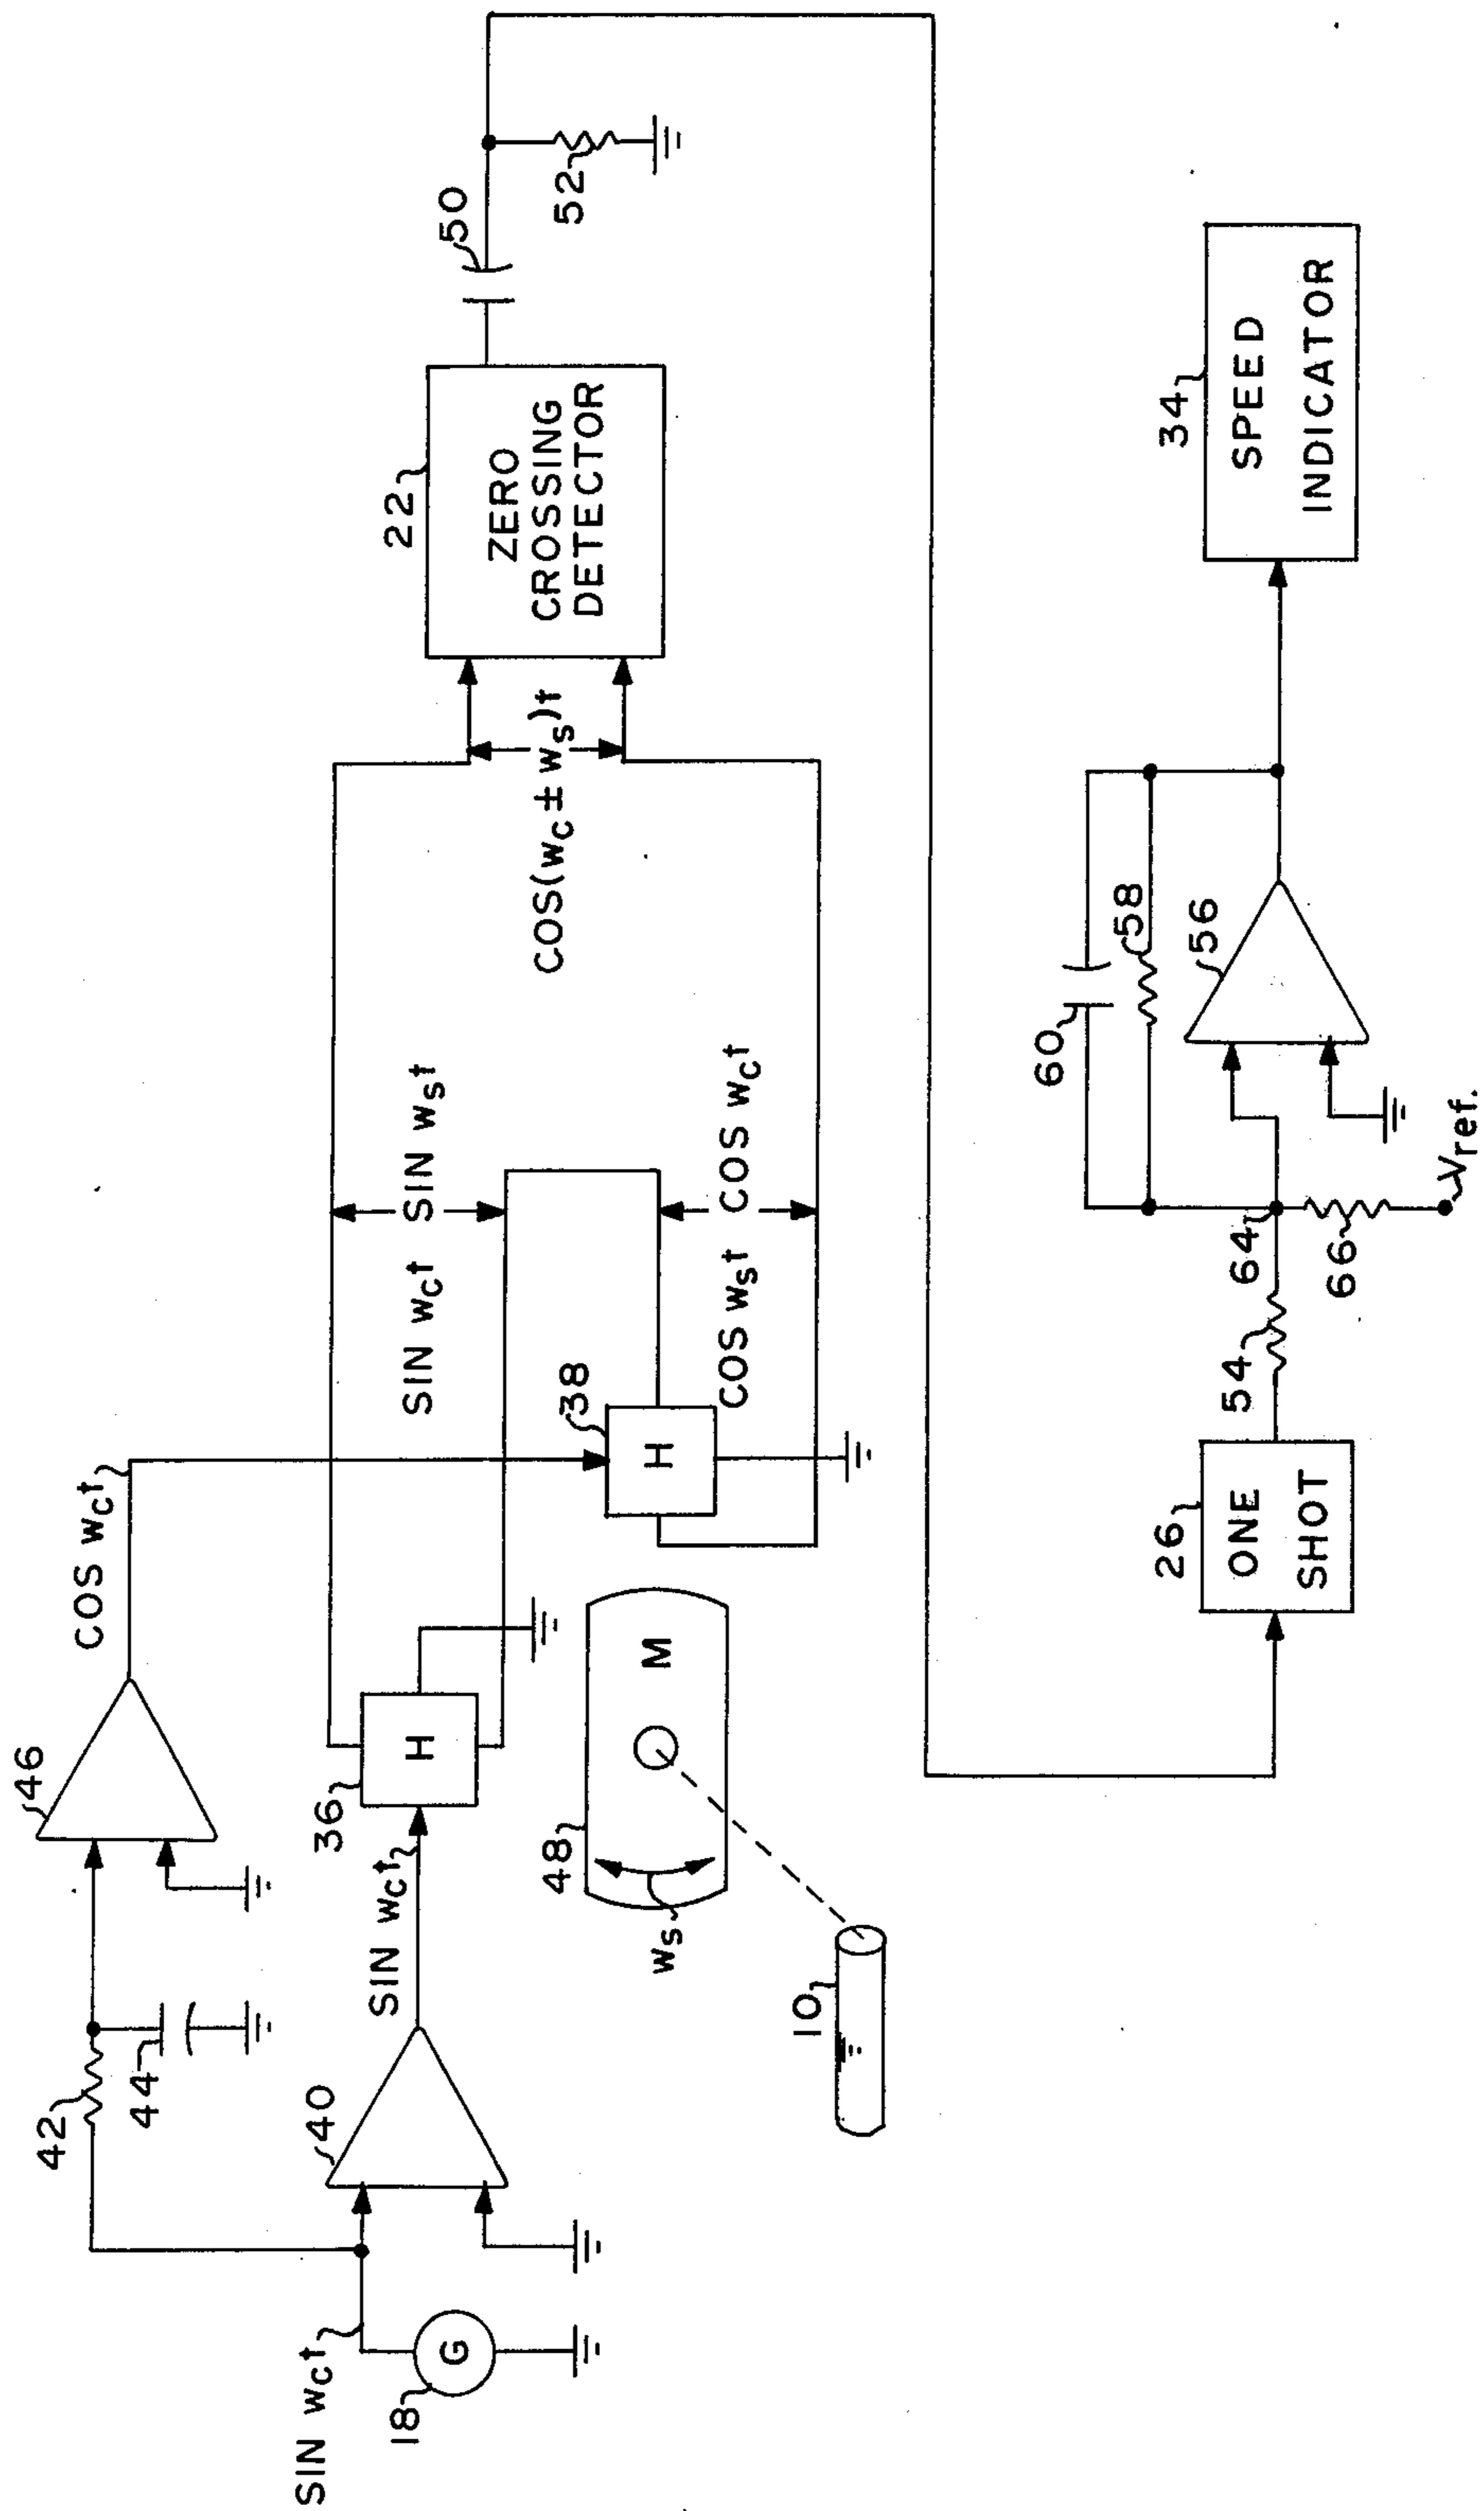 SIN wct
18
G
42
44
40
46
COS wct
SIN wct
36
H
SIN wct SIN wst
38
H
COS wst COS wct
48
M
ws
10
COS(wc ± ws)t
22
ZERO
CROSSING
DETECTOR
50
52
26
ONE
SHOT
54
64
66
Vref.
60
58
56
34
SPEED
INDICATOR